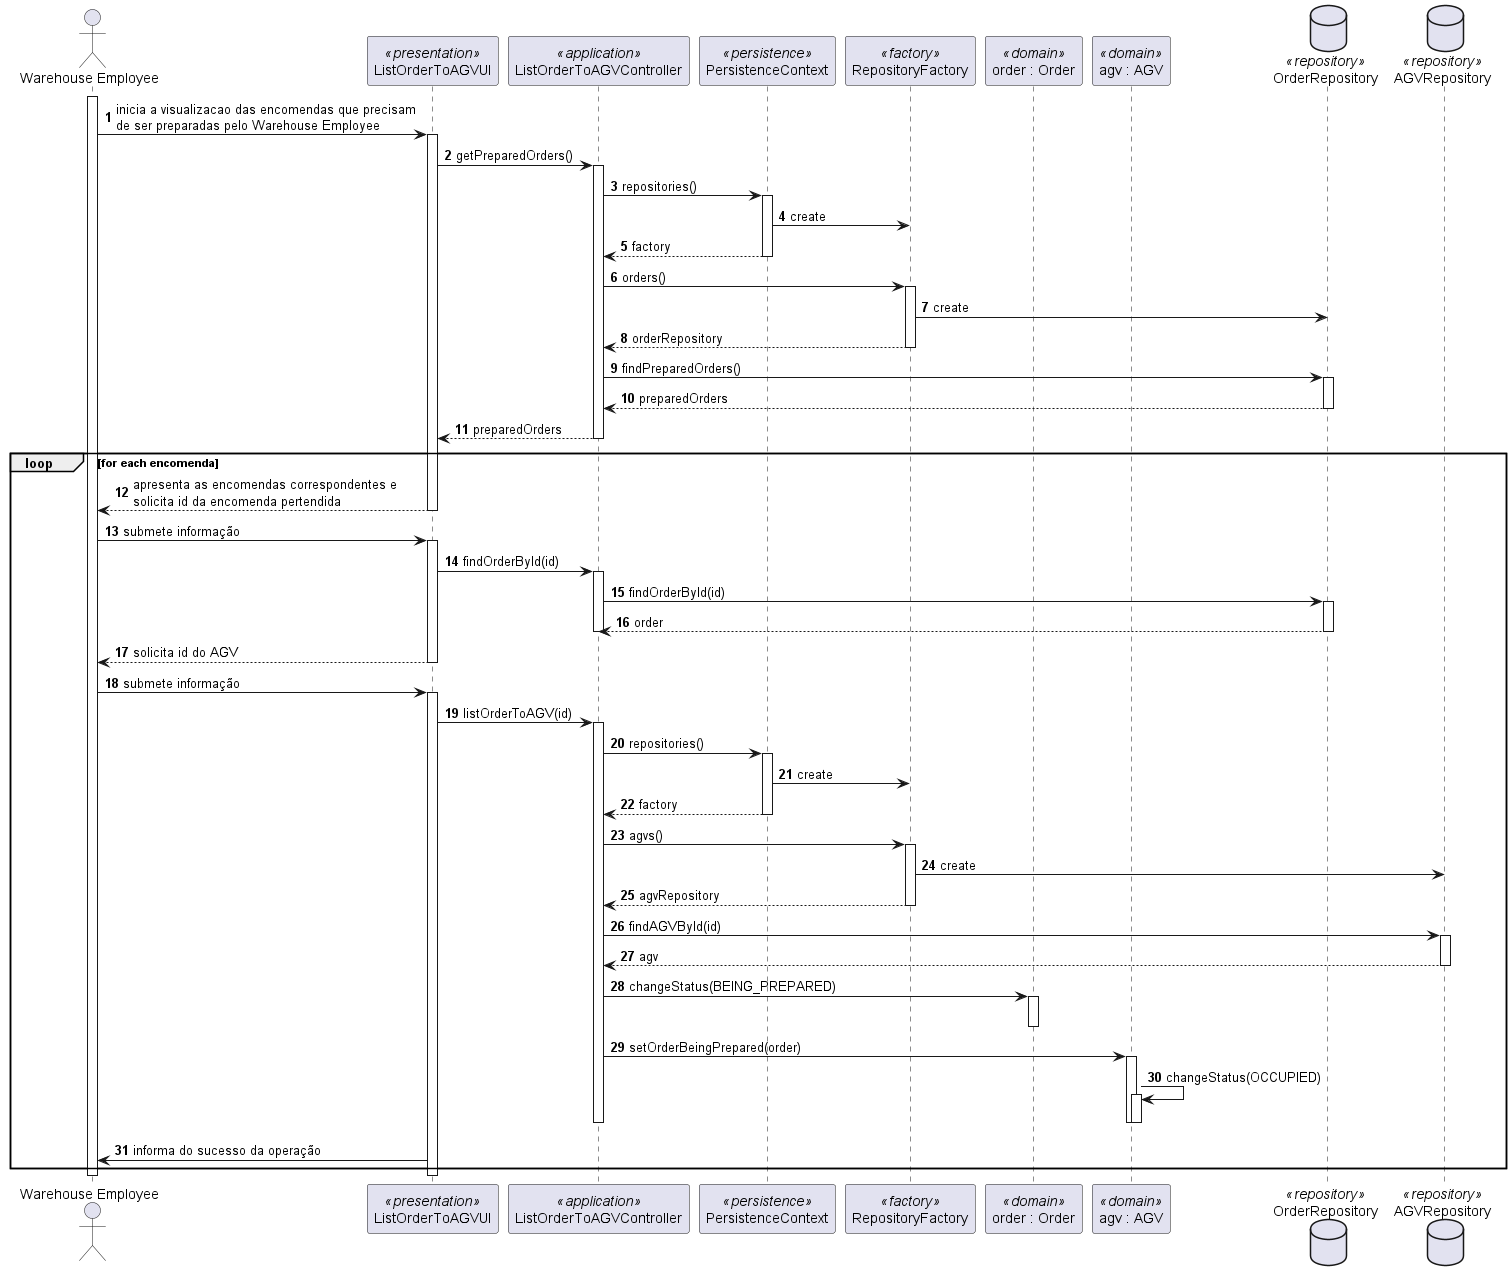 Warehouse Employee
«presentation»
ListOrderToAGVUI
«application»
ListOrderToAGVController
«persistence»
PersistenceContext
«factory»
RepositoryFactory
«domain»
order : Order
«domain»
agv : AGV
«repository»
OrderRepository
«repository»
AGVRepository
1 inicia a visualizacao das encomendas que precisam
de ser preparadas pelo Warehouse Employee
2 getPreparedOrders()
3 repositories()
4 create
5 factory
6 orders()
7 create
8 orderRepository
9 findPreparedOrders()
10 preparedOrders
11 preparedOrders
loop [for each encomenda]
12 apresenta as encomendas correspondentes e
solicita id da encomenda pertendida
13 submete informação
14 findOrderById(id)
15 findOrderById(id)
16 order
17 solicita id do AGV
18 submete informação
19 listOrderToAGV(id)
20 repositories()
21 create
22 factory
23 agvs()
24 create
25 agvRepository
26 findAGVById(id)
27 agv
28 changeStatus(BEING_PREPARED)
29 setOrderBeingPrepared(order)
30 changeStatus(OCCUPIED)
31 informa do sucesso da operação
Warehouse Employee
«presentation»
ListOrderToAGVUI
«application»
ListOrderToAGVController
«persistence»
PersistenceContext
«factory»
RepositoryFactory
«domain»
order : Order
«domain»
agv : AGV
«repository»
OrderRepository
«repository»
AGVRepository